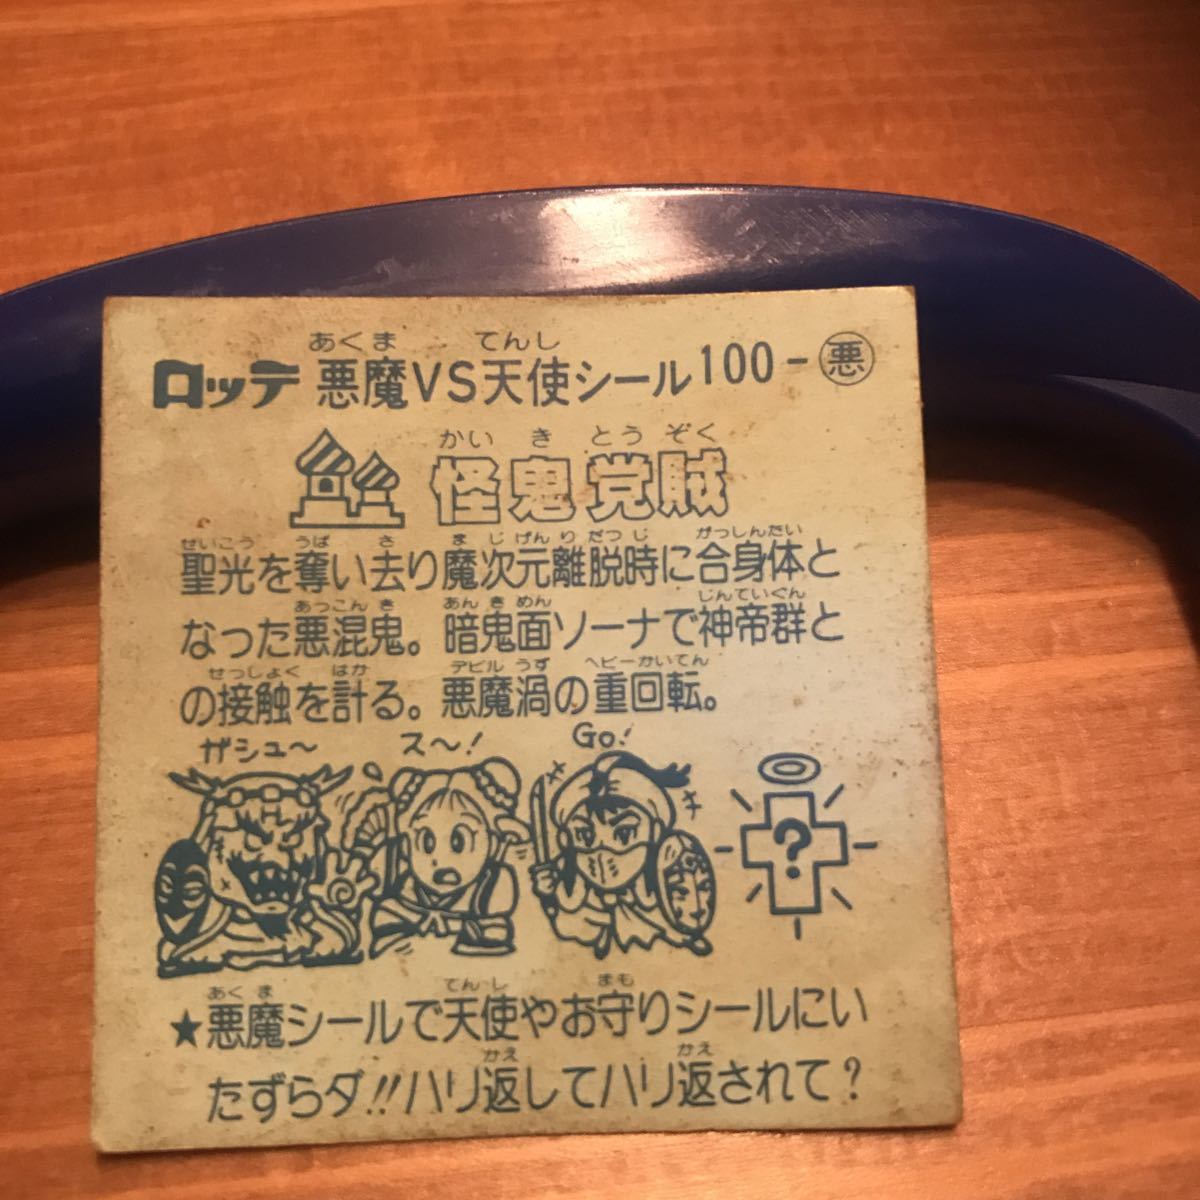 あくま てんし
ロッテ 悪魔VS天使シール100-悪
かいきとうぞく
怪鬼党賊
せいこう うば さ まじげんりだつじ がっしんたい
聖光を奪い去り魔次元離脱時に合身体と
あっこんき あんきめん じんていぐん
なった悪混鬼。暗鬼面ソーナで神帝群と
せっしょく はか デビルうず ヘビーかいてん
の接触を計る。悪魔渦の重回転。
ガシュ〜 ス〜! Go!
?
あくま てんし まも
★悪魔シールで天使やお守りシールにい
かえ かえ
たずらダ!!ハリ返してハリ返されて?